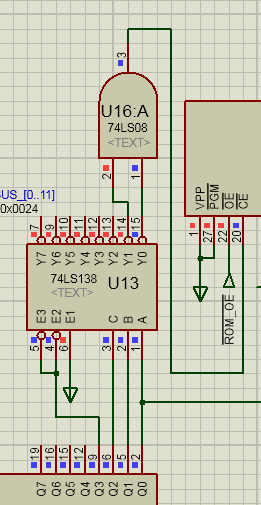 3
U16:A
74LS08
<TEXT>
2
1
US_[0..11]
0x0024
7
9
10
11
12
13
14
15
Y7
Y6
Y5
Y4
Y3
Y2
Y1
Y0
74LS138
U13
E3
E2
E1
C
B
A
5
4
6
3
2
1
VPP
PGM
OE
CE
1
27
22
20
ROM_OE
19
16
15
12
9
6
5
2
Q7
Q6
Q5
Q4
Q3
Q2
Q1
Q0